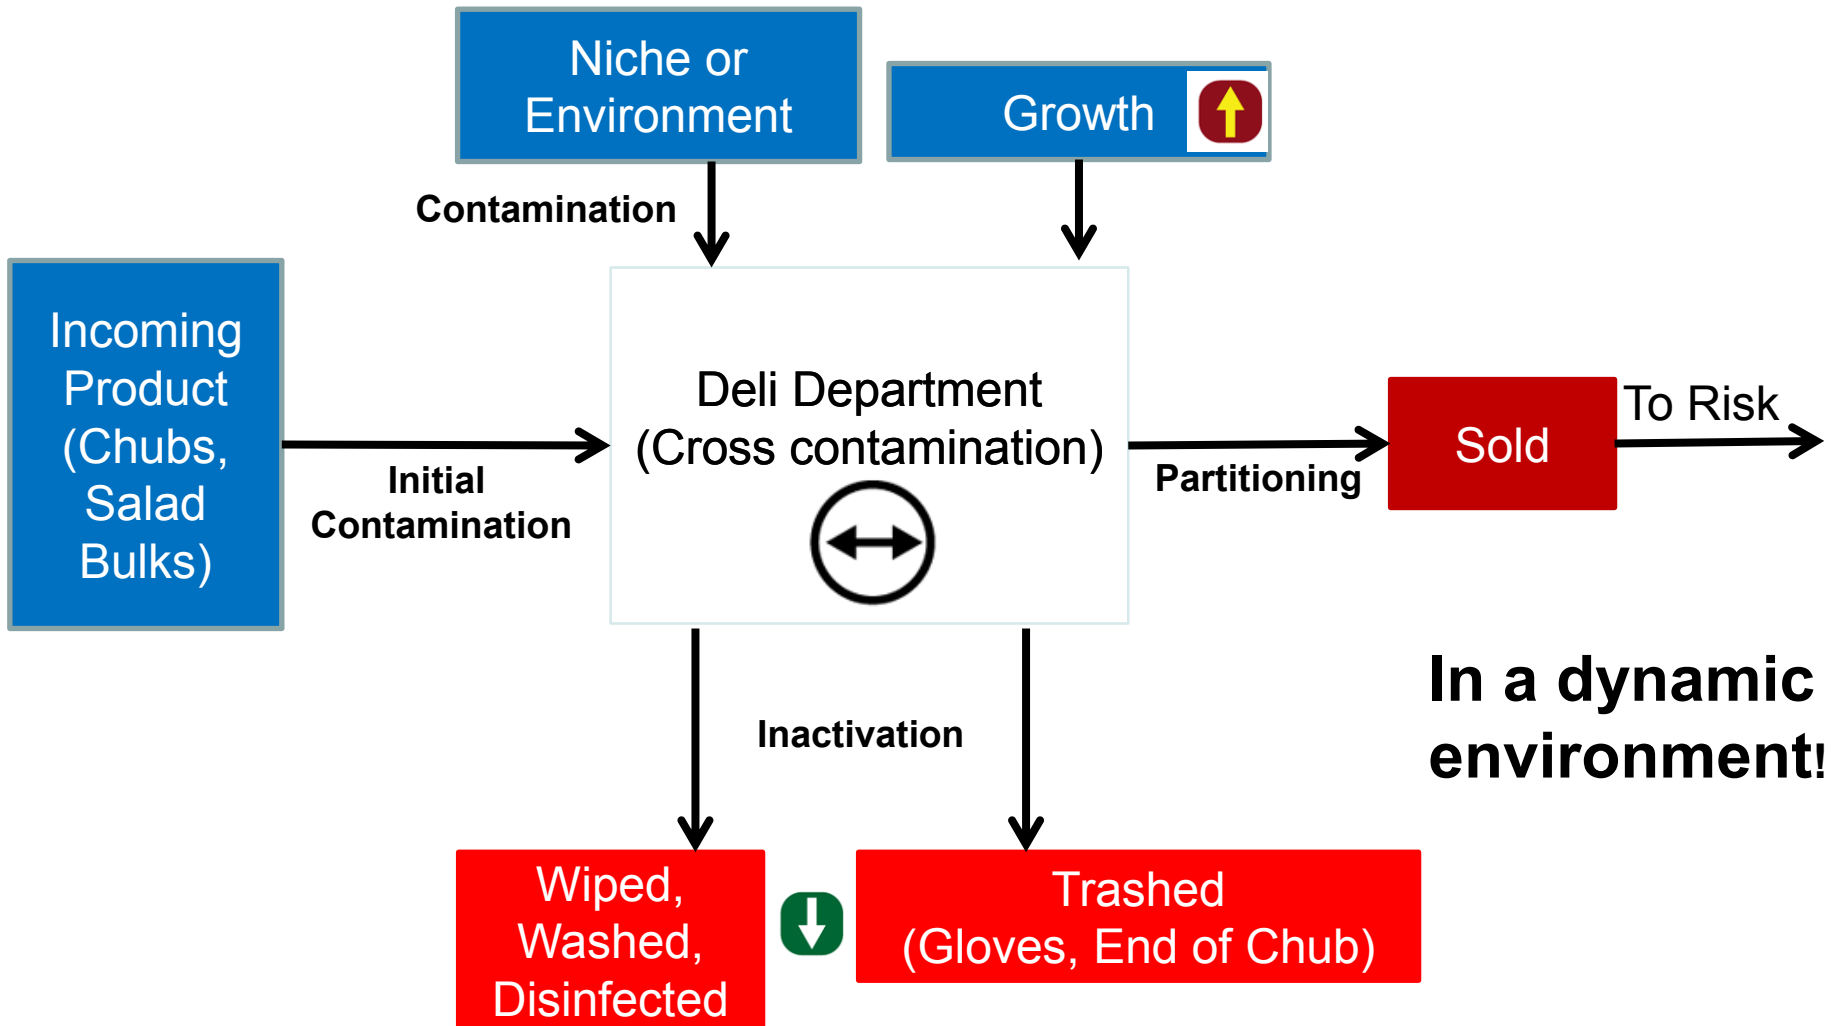 Niche or
Environment
Growth
Contamination
Incoming
Product
(Chubs,
Salad
Bulks)
Initial
Contamination
Deli Department
(Cross contamination)
Partitioning
Sold
To Risk
In a dynamic
environment!
Inactivation
Wiped,
Washed,
Disinfected
Trashed
(Gloves, End of Chub)